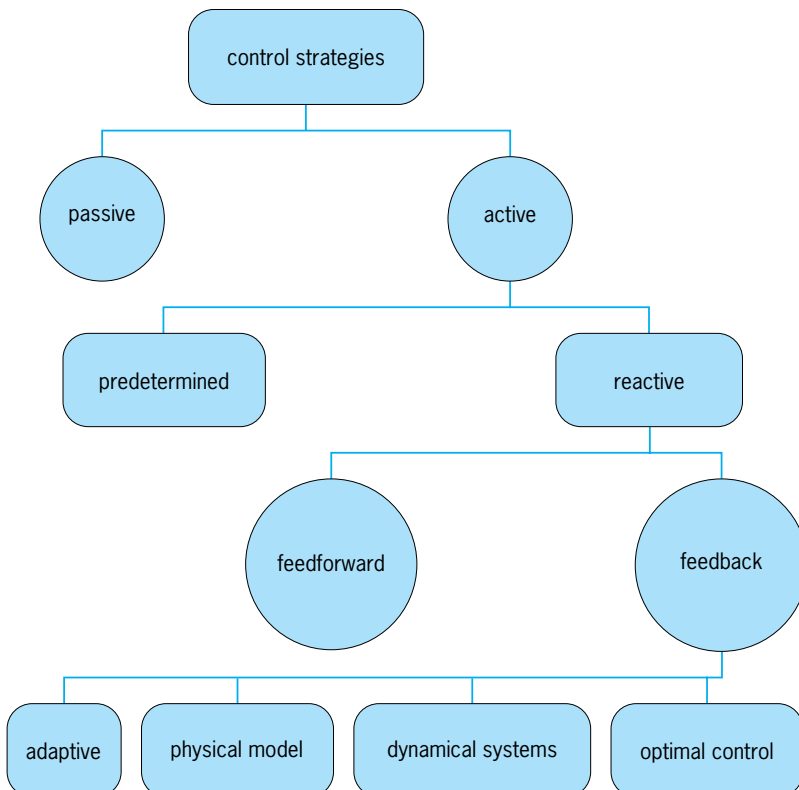 control strategies
passive
active
predetermined
reactive
feedforward
feedback
adaptive
physical model
dynamical systems
optimal control